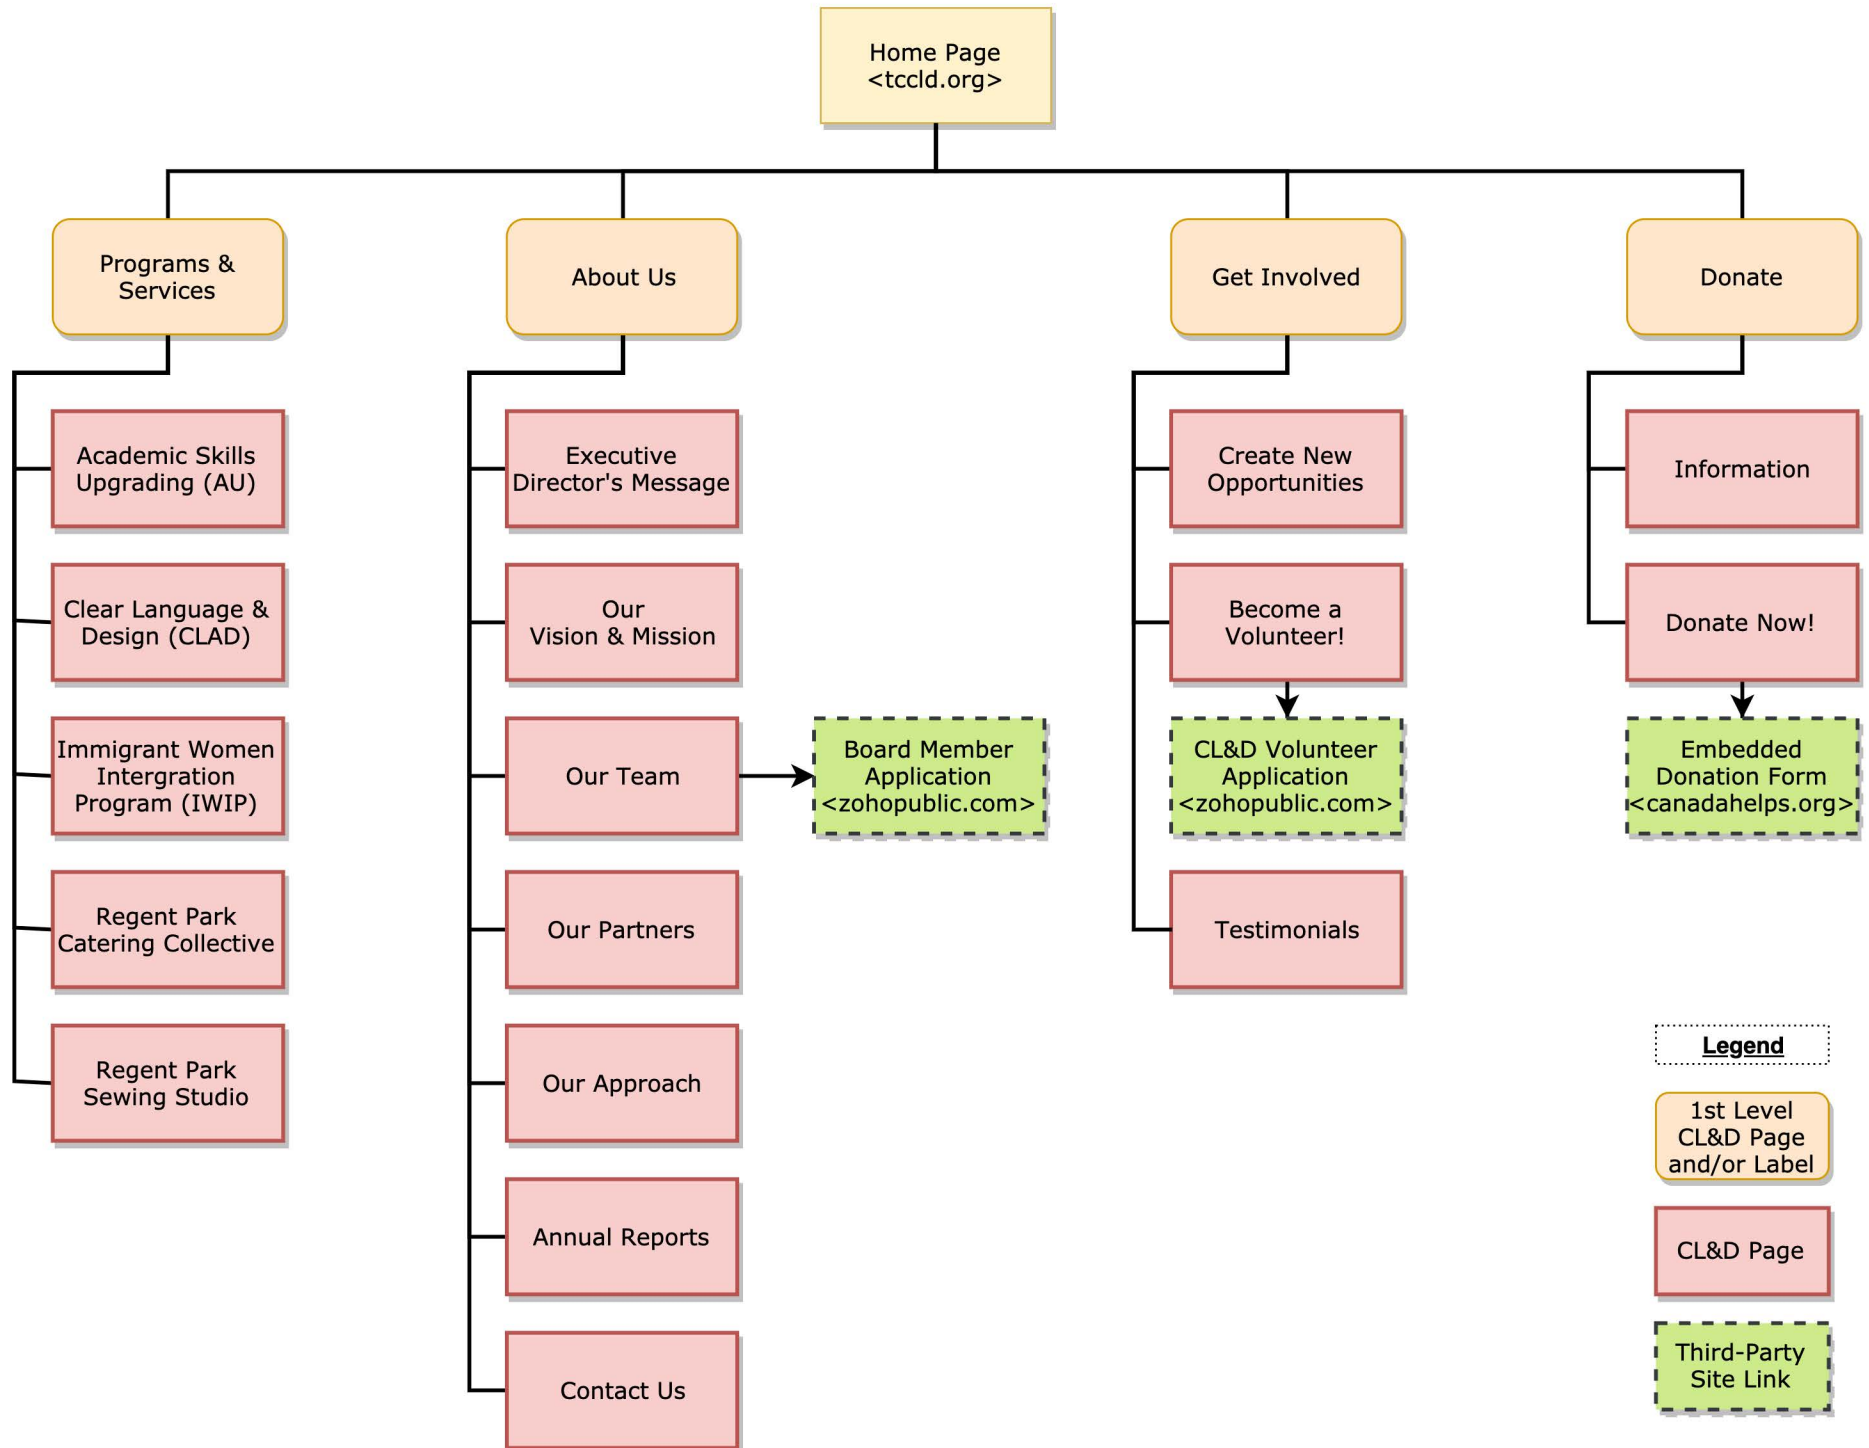 Home Page
<tccld.org>
Programs &
Services
About Us
Get Involved
Donate
Academic Skills
Upgrading (AU)
Clear Language &
Design (CLAD)
Immigrant Women
Intergration
Program (IWIP)
Regent Park
Catering Collective
Regent Park
Sewing Studio
Executive
Director's Message
Our
Vision & Mission
Our Team
Board Member
Application
<zohopublic.com>
Our Partners
Our Approach
Annual Reports
Contact Us
Create New
Opportunities
Become a
Volunteer!
CL&D Volunteer
Application
<zohopublic.com>
Testimonials
Information
Donate Now!
Embedded
Donation Form
<canadahelps.org>
Legend
1st Level
CL&D Page
and/or Label
CL&D Page
Third-Party
Site Link